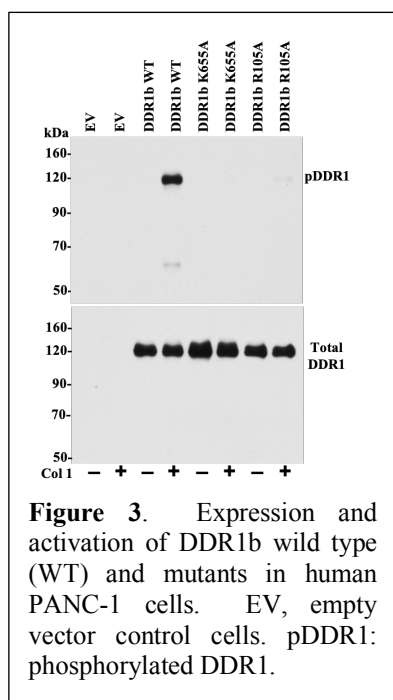 EV
EV
DDR1b WT
DDR1b WT
DDR1b K655A
DDR1b K655A
DDR1b R105A
DDR1b R105A
kDa
160-
120-
90-
70-
50-
pDDR1
160-
120-
90-
70-
50-
Total
DDR1
Col 1 − + − + − + − +
Figure 3. Expression and
activation of DDR1b wild type
(WT) and mutants in human
PANC-1 cells. EV, empty
vector control cells. pDDR1:
phosphorylated DDR1.